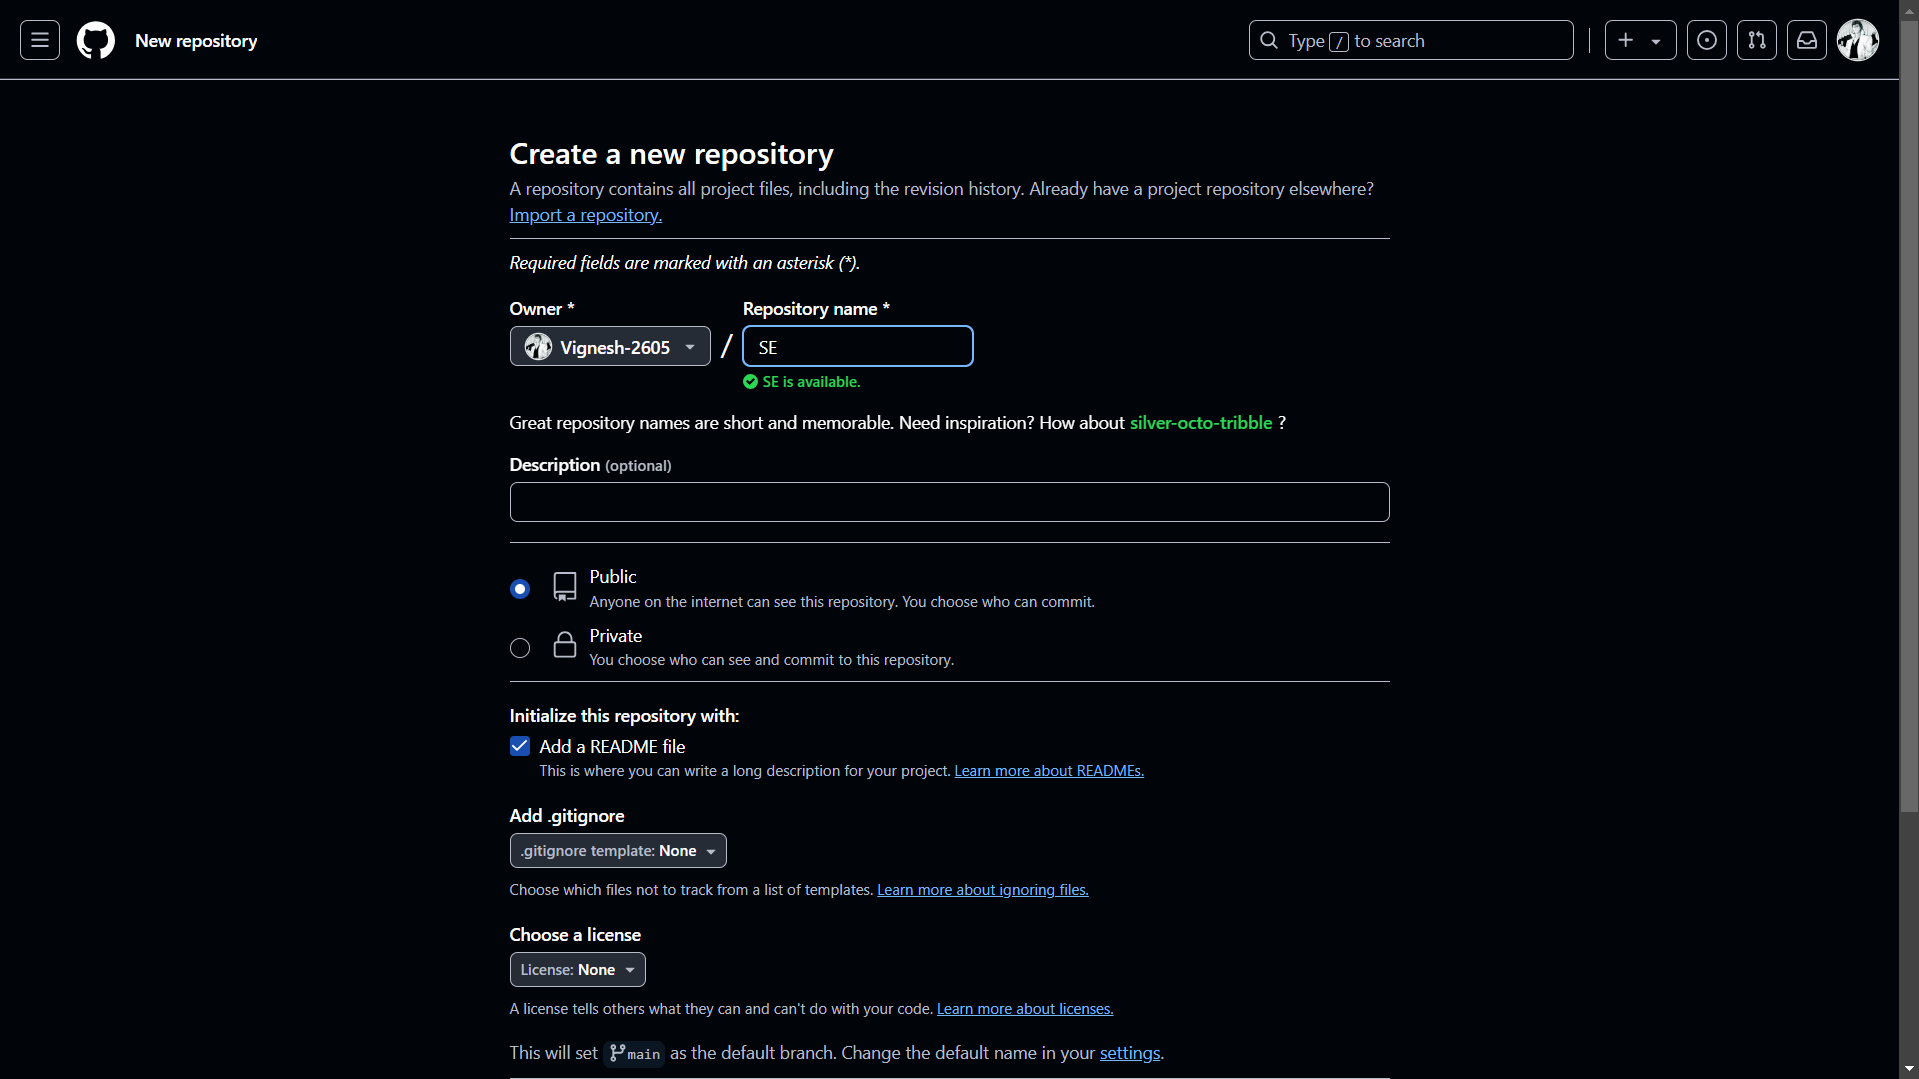 New repository
Type / to search
Create a new repository
A repository contains all project files, including the revision history. Already have a project repository elsewhere?
Import a repository.
Required fields are marked with an asterisk (*).
Owner *
Repository name *
Vignesh-2605
/
SE
SE is available.
Great repository names are short and memorable. Need inspiration? How about silver-octo-tribble ?
Description (optional)
Public
Anyone on the internet can see this repository. You choose who can commit.
Private
You choose who can see and commit to this repository.
Initialize this repository with:
Add a README file
This is where you can write a long description for your project. Learn more about READMEs.
Add .gitignore
.gitignore template: None
Choose which files not to track from a list of templates. Learn more about ignoring files.
Choose a license
License: None
A license tells others what they can and can't do with your code. Learn more about licenses.
This will set main as the default branch. Change the default name in your settings.